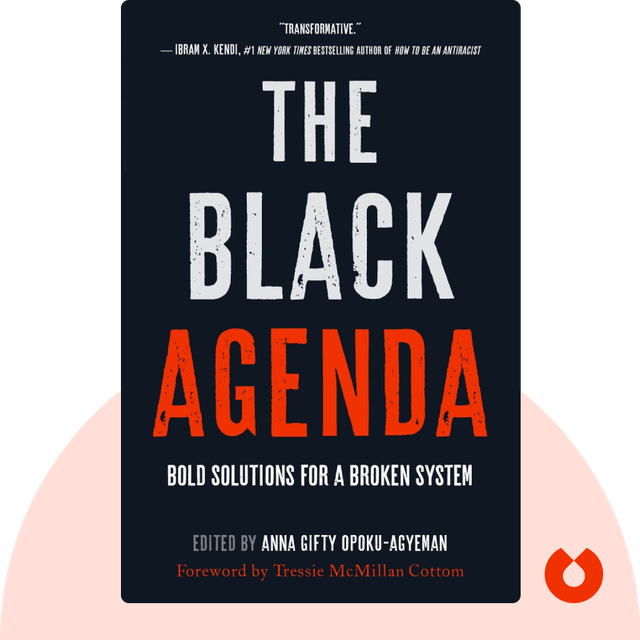 "TRANSFORMATIVE."
— IBRAM X. KENDI, #1 NEW YORK TIMES BESTSELLING AUTHOR OF HOW TO BE AN ANTIRACIST
THE
BLACK
AGENDA
BOLD SOLUTIONS FOR A BROKEN SYSTEM
EDITED BY ANNA GIFTY OPOKU-AGYEMAN
Foreword by Tressie McMillan Cottom